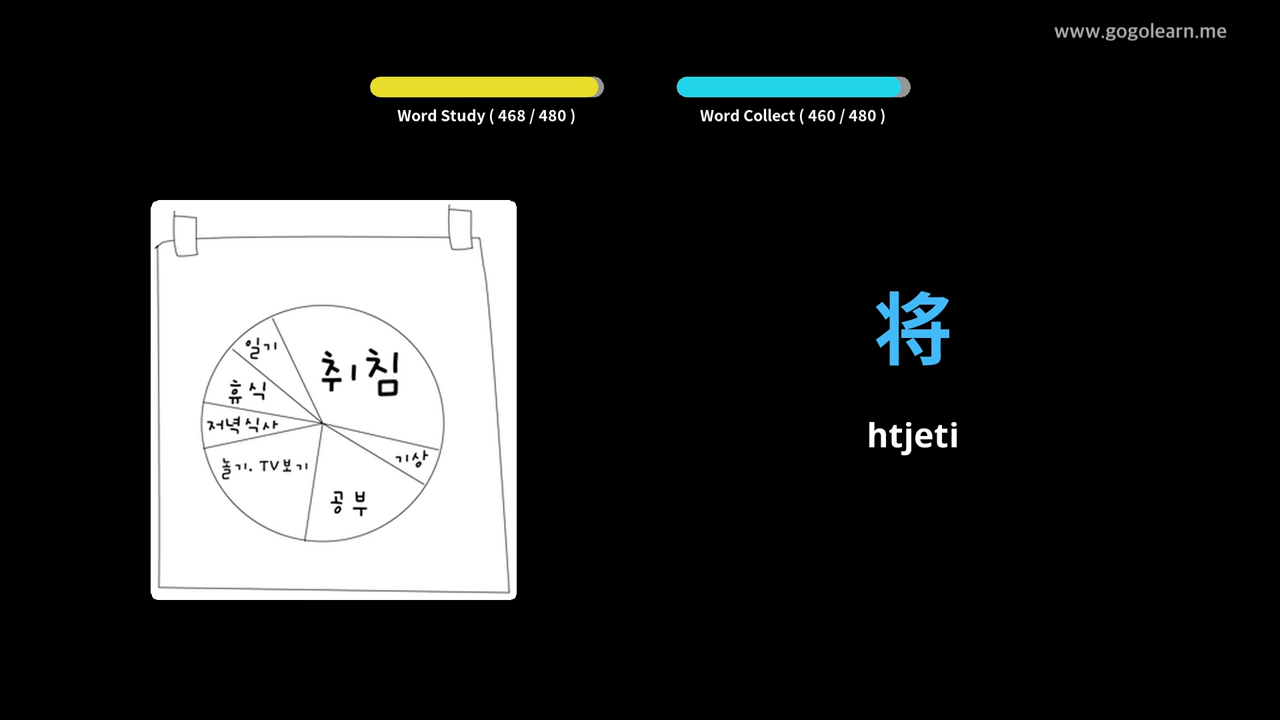 www.gogolearn.me
Word Study ( 468 / 480 )
Word Collect ( 460 / 480 )
일기
취침
휴식
저녁식사
놀기. TV보기
기상
공부
将
htjeti